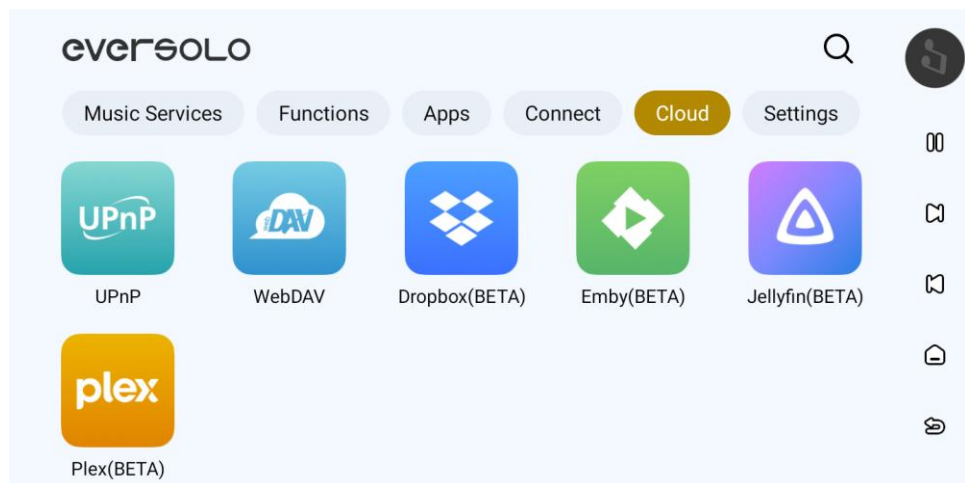 eversolo
Music Services Functions Apps Connect Cloud Settings
UPnP
DAV
UPnP WebDAV Dropbox(BETA) Emby(BETA) Jellyfin(BETA)
plex
Plex(BETA)